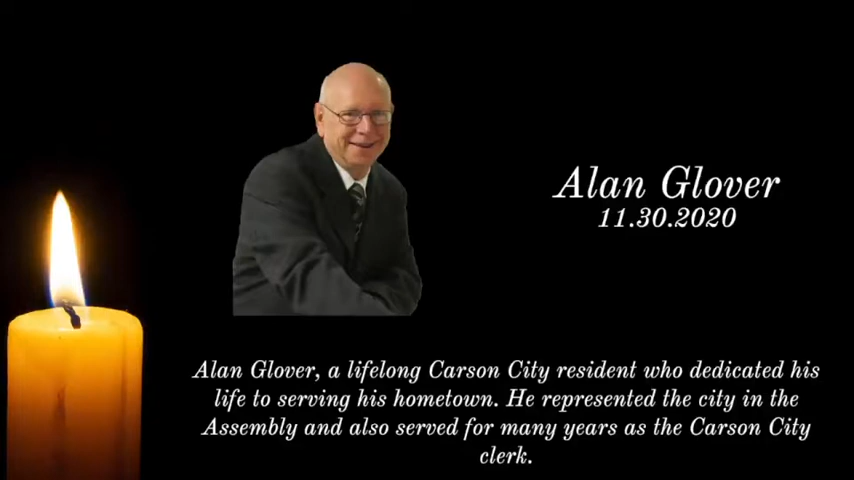 Alan Glover
11.30.2020
Alan Glover, a lifelong Carson City resident who dedicated his
life to serving his hometown. He represented the city in the
Assembly and also served for many years as the Carson City
clerk.